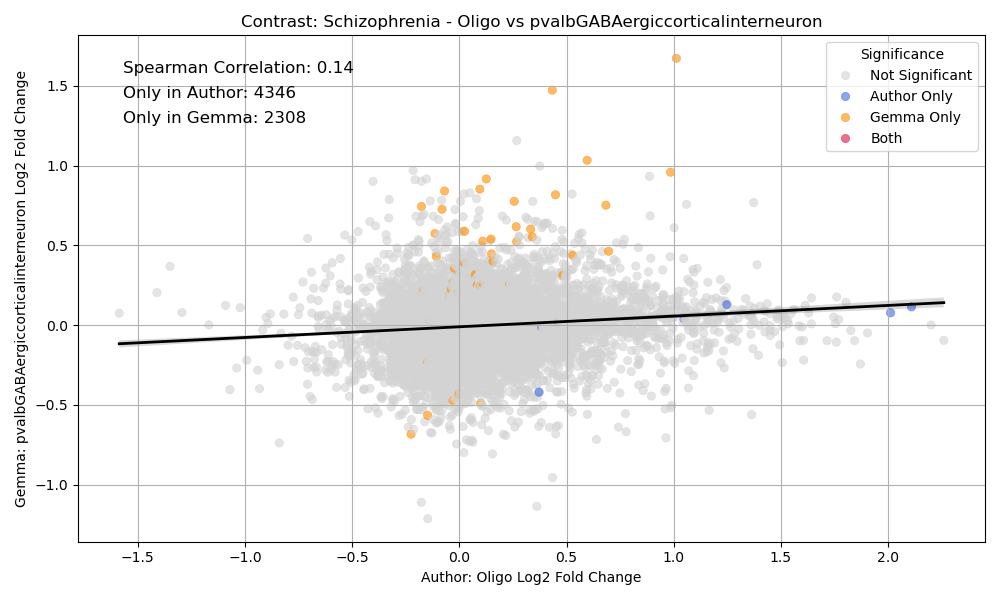 Contrast: Schizophrenia - Oligo vs pvalbGABAergiccorticalinterneuron
Spearman Correlation: 0.14
Only in Author: 4346
Only in Gemma: 2308
Significance
Not Significant
Author Only
Gemma Only
Both
Gemma: pvalbGABAergiccorticalinterneuron Log2 Fold Change
1.5
1.0
0.5
0.0
−0.5
−1.0
−1.5
−1.0
−0.5
0.0
0.5
1.0
1.5
2.0
Author: Oligo Log2 Fold Change